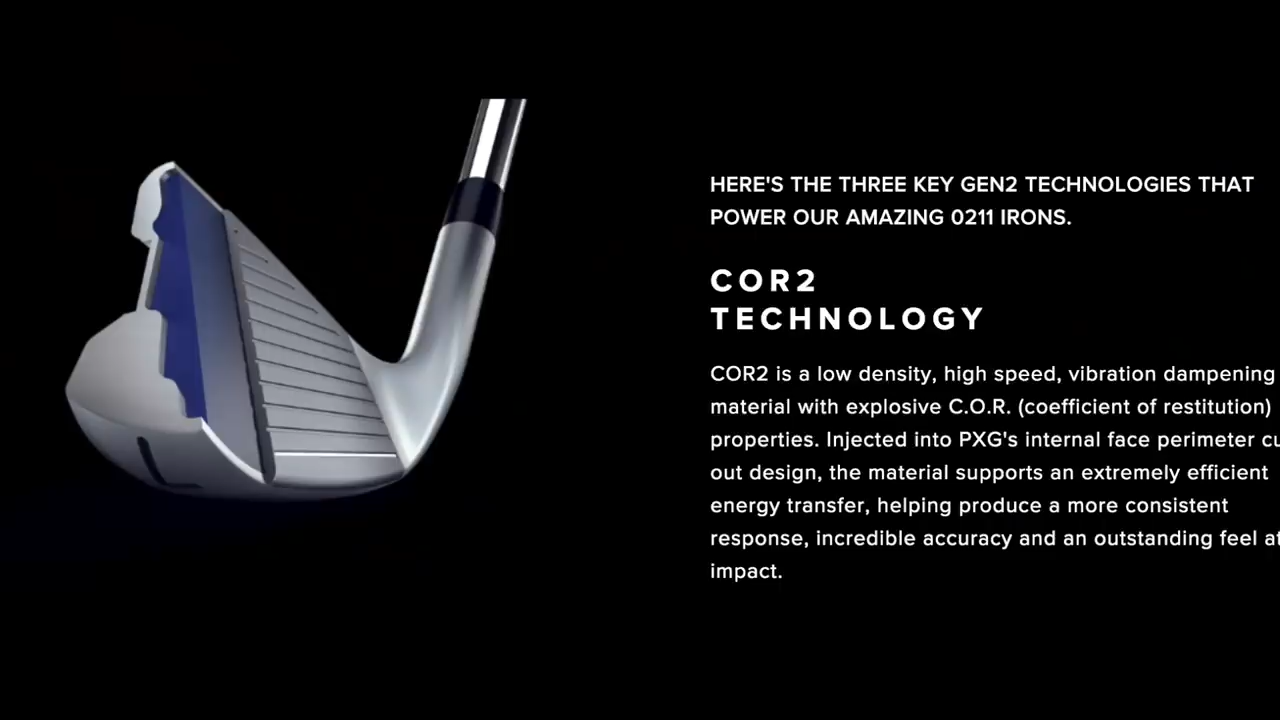 HERE'S THE THREE KEY GEN2 TECHNOLOGIES THAT
POWER OUR AMAZING 0211 IRONS.
COR2
TECHNOLOGY
COR2 is a low density, high speed, vibration dampening
material with explosive C.O.R. (coefficient of restitution)
properties. Injected into PXG's internal face perimeter
out design, the material supports an extremely efficient
energy transfer, helping produce a more consistent
response, incredible accuracy and an outstanding feel at
impact.